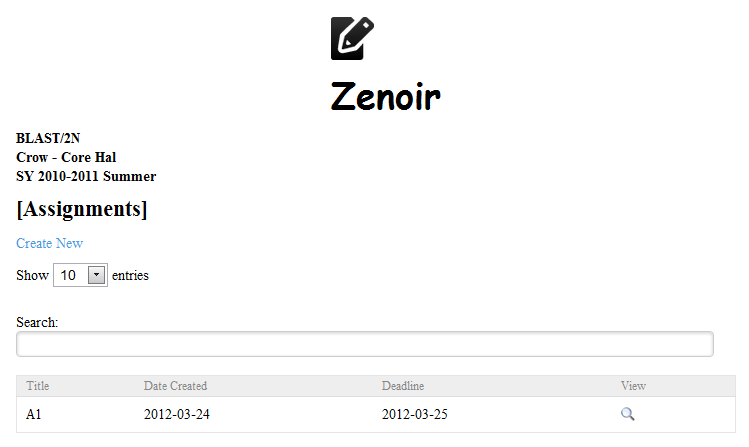 Zenoir
BLAST/2N
Crow - Core Hal
SY 2010-2011 Summer
[Assignments]
Create New
Show 10 entries
Search:
Title Date Created Deadline View
A1 2012-03-24 2012-03-25